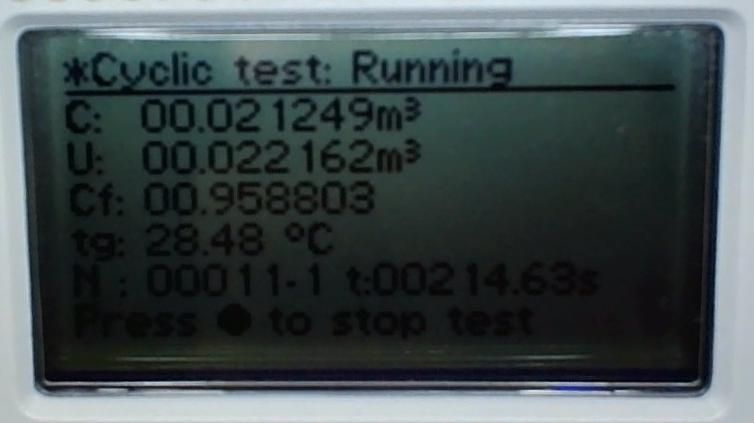 *Cyclic test: Running
C: 00.021249m³
U: 00.022162m³
Cf: 00.958803
tg: 28.48 ºC
N : 00011-1 t:00214.63s
Press ● to stop test